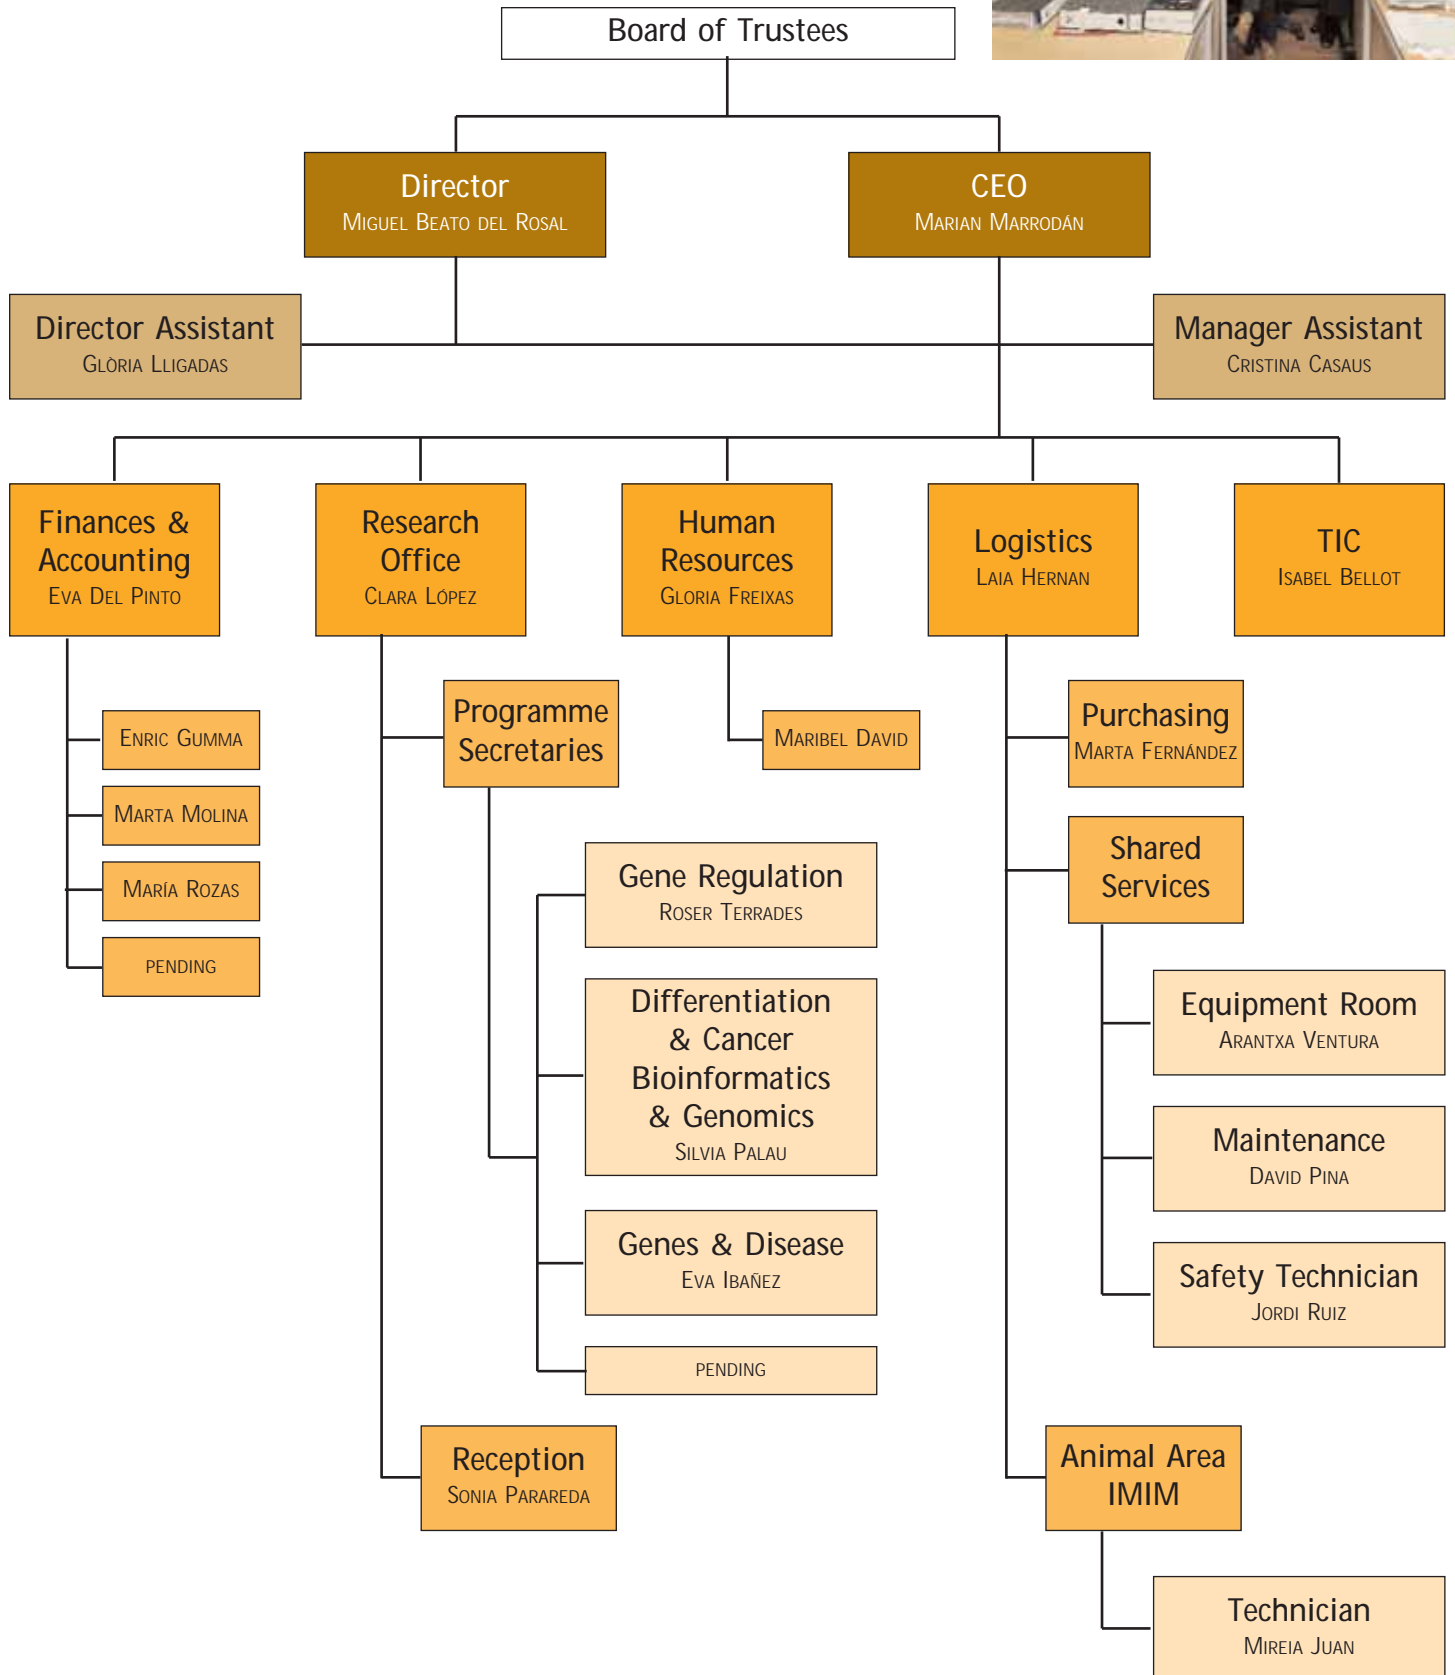 Board of Trustees
Director
MIGUEL BEATO DEL ROSAL
CEO
MARIAN MARRODÁN
Director Assistant
GLÒRIA LLIGADAS
Manager Assistant
CRISTINA CASAUS
Finances &
Accounting
EVA DEL PINTO
Research
Office
CLARA LÓPEZ
Human
Resources
GLORIA FREIXAS
Logistics
LAIA HERNAN
TIC
ISABEL BELLOT
ENRIC GUMMA
MARTA MOLINA
MARÍA ROZAS
PENDING
Programme
Secretaries
Gene Regulation
ROSER TERRADES
Differentiation
& Cancer
Bioinformatics
& Genomics
SILVIA PALAU
Genes & Disease
EVA IBAÑEZ
PENDING
Reception
SONIA PARAREDA
MARIBEL DAVID
Purchasing
MARTA FERNÁNDEZ
Shared
Services
Equipment Room
ARANTXA VENTURA
Maintenance
DAVID PINA
Safety Technician
JORDI RUIZ
Animal Area
IMIM
Technician
MIREIA JUAN